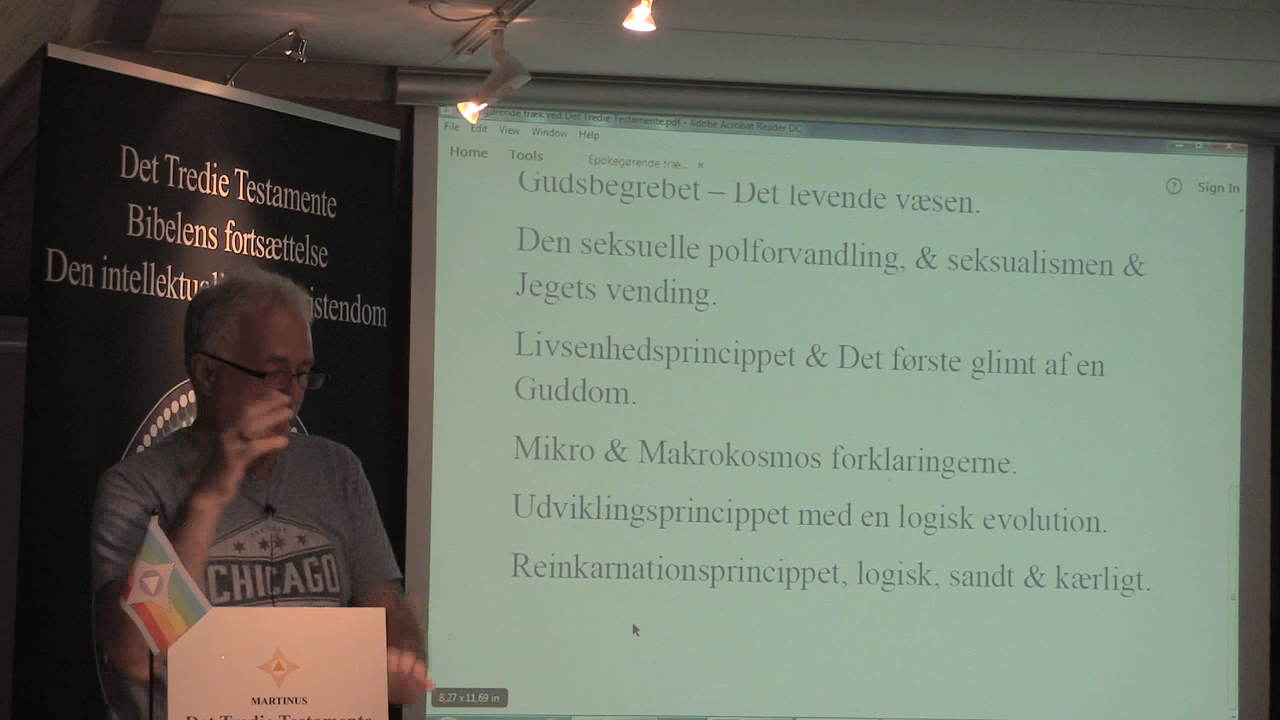 Det Tredie Testamente
Bibelens fortsættelse
Den intellektu
istendom
CHICAGO
MARTINUS
Det Tredie Testamente
træk ved Det Tredie Testamente.pdf - Adobe Acrobat Reader DC
File Edit View Window Help
Home Tools Epokegørende træ... ×
? Sign In
Gudsbegrebet – Det levende væsen.
Den seksuelle polforvandling, & seksualismen &
Jegets vending.
Livsenhedsprincippet & Det første glimt af en
Guddom.
Mikro & Makrokosmos forklaringerne.
Udviklingsprincippet med en logisk evolution.
Reinkarnationsprincippet, logisk, sandt & kærligt.
8,27 x 11,69 in